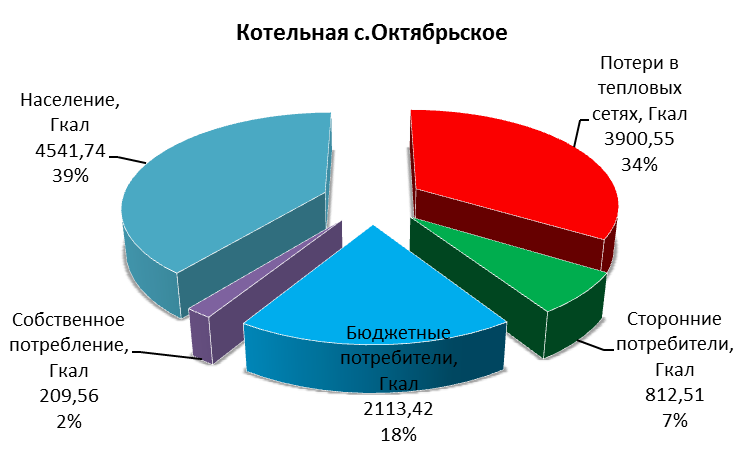 Котельная с.Октябрьское
Потери в
тепловых
сетях, Гкал
3900,55
34%
Сторонние
потребители,
Гкал
812,51
7%
Бюджетные
потребители,
Гкал
2113,42
18%
Собственное
потребление,
Гкал
209,56
2%
Население,
Гкал
4541,74
39%